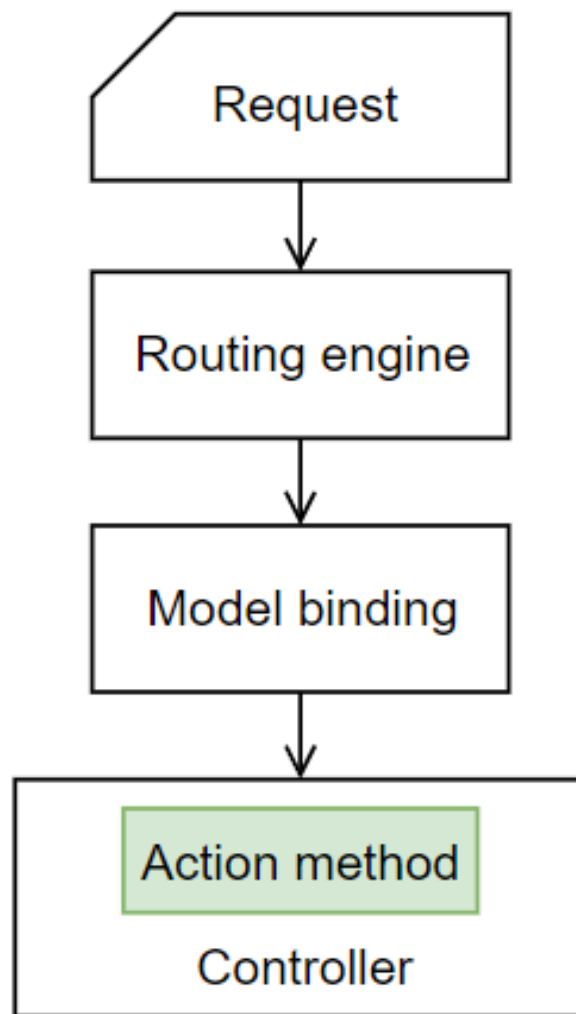 Request
Routing engine
Model binding
Action method
Controller